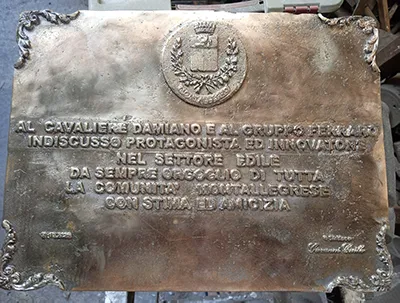 AL CAVALIERE DAMIANO E AL GRUPPO FERRARO
INDISCUSSO PROTAGONISTA ED INNOVATORE
NEL SETTORE EDILE
DA SEMPRE ORGOGLIO DI TUTTA
LA COMUNITA' MONTALLEGRESE
CON STIMA ED AMICIZIA